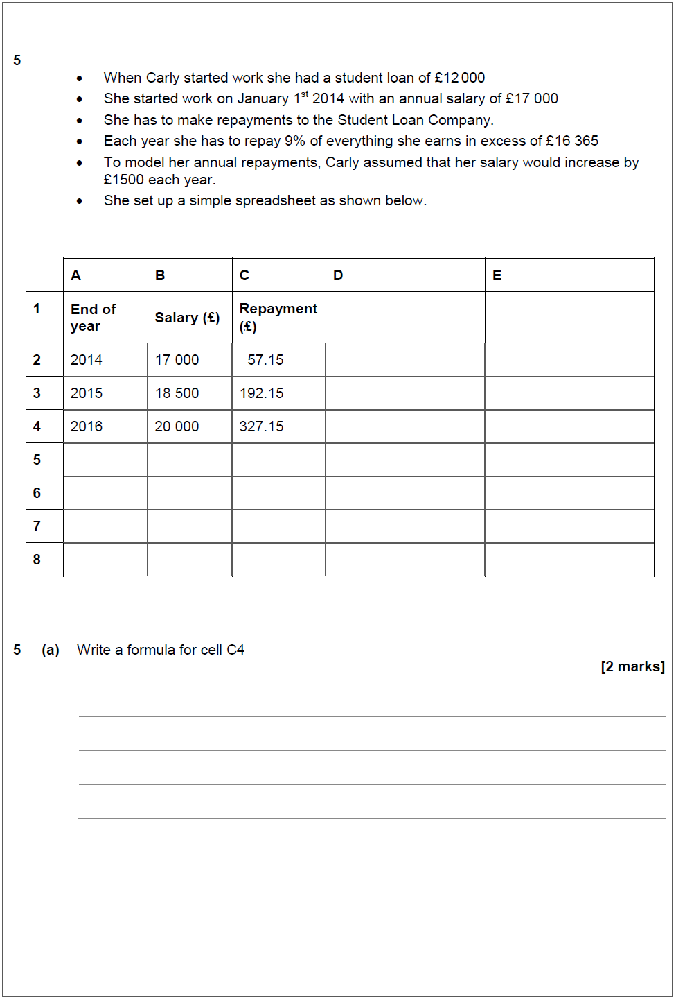 5
• When Carly started work she had a student loan of £12 000
• She started work on January 1st 2014 with an annual salary of £17 000
• She has to make repayments to the Student Loan Company.
• Each year she has to repay 9% of everything she earns in excess of £16 365
• To model her annual repayments, Carly assumed that her salary would increase by
£1500 each year.
• She set up a simple spreadsheet as shown below.
A B C D E
1 End of year Salary (£) Repayment (£)
2 2014 17 000 57.15
3 2015 18 500 192.15
4 2016 20 000 327.15
5
6
7
8
5 (a) Write a formula for cell C4
[2 marks]